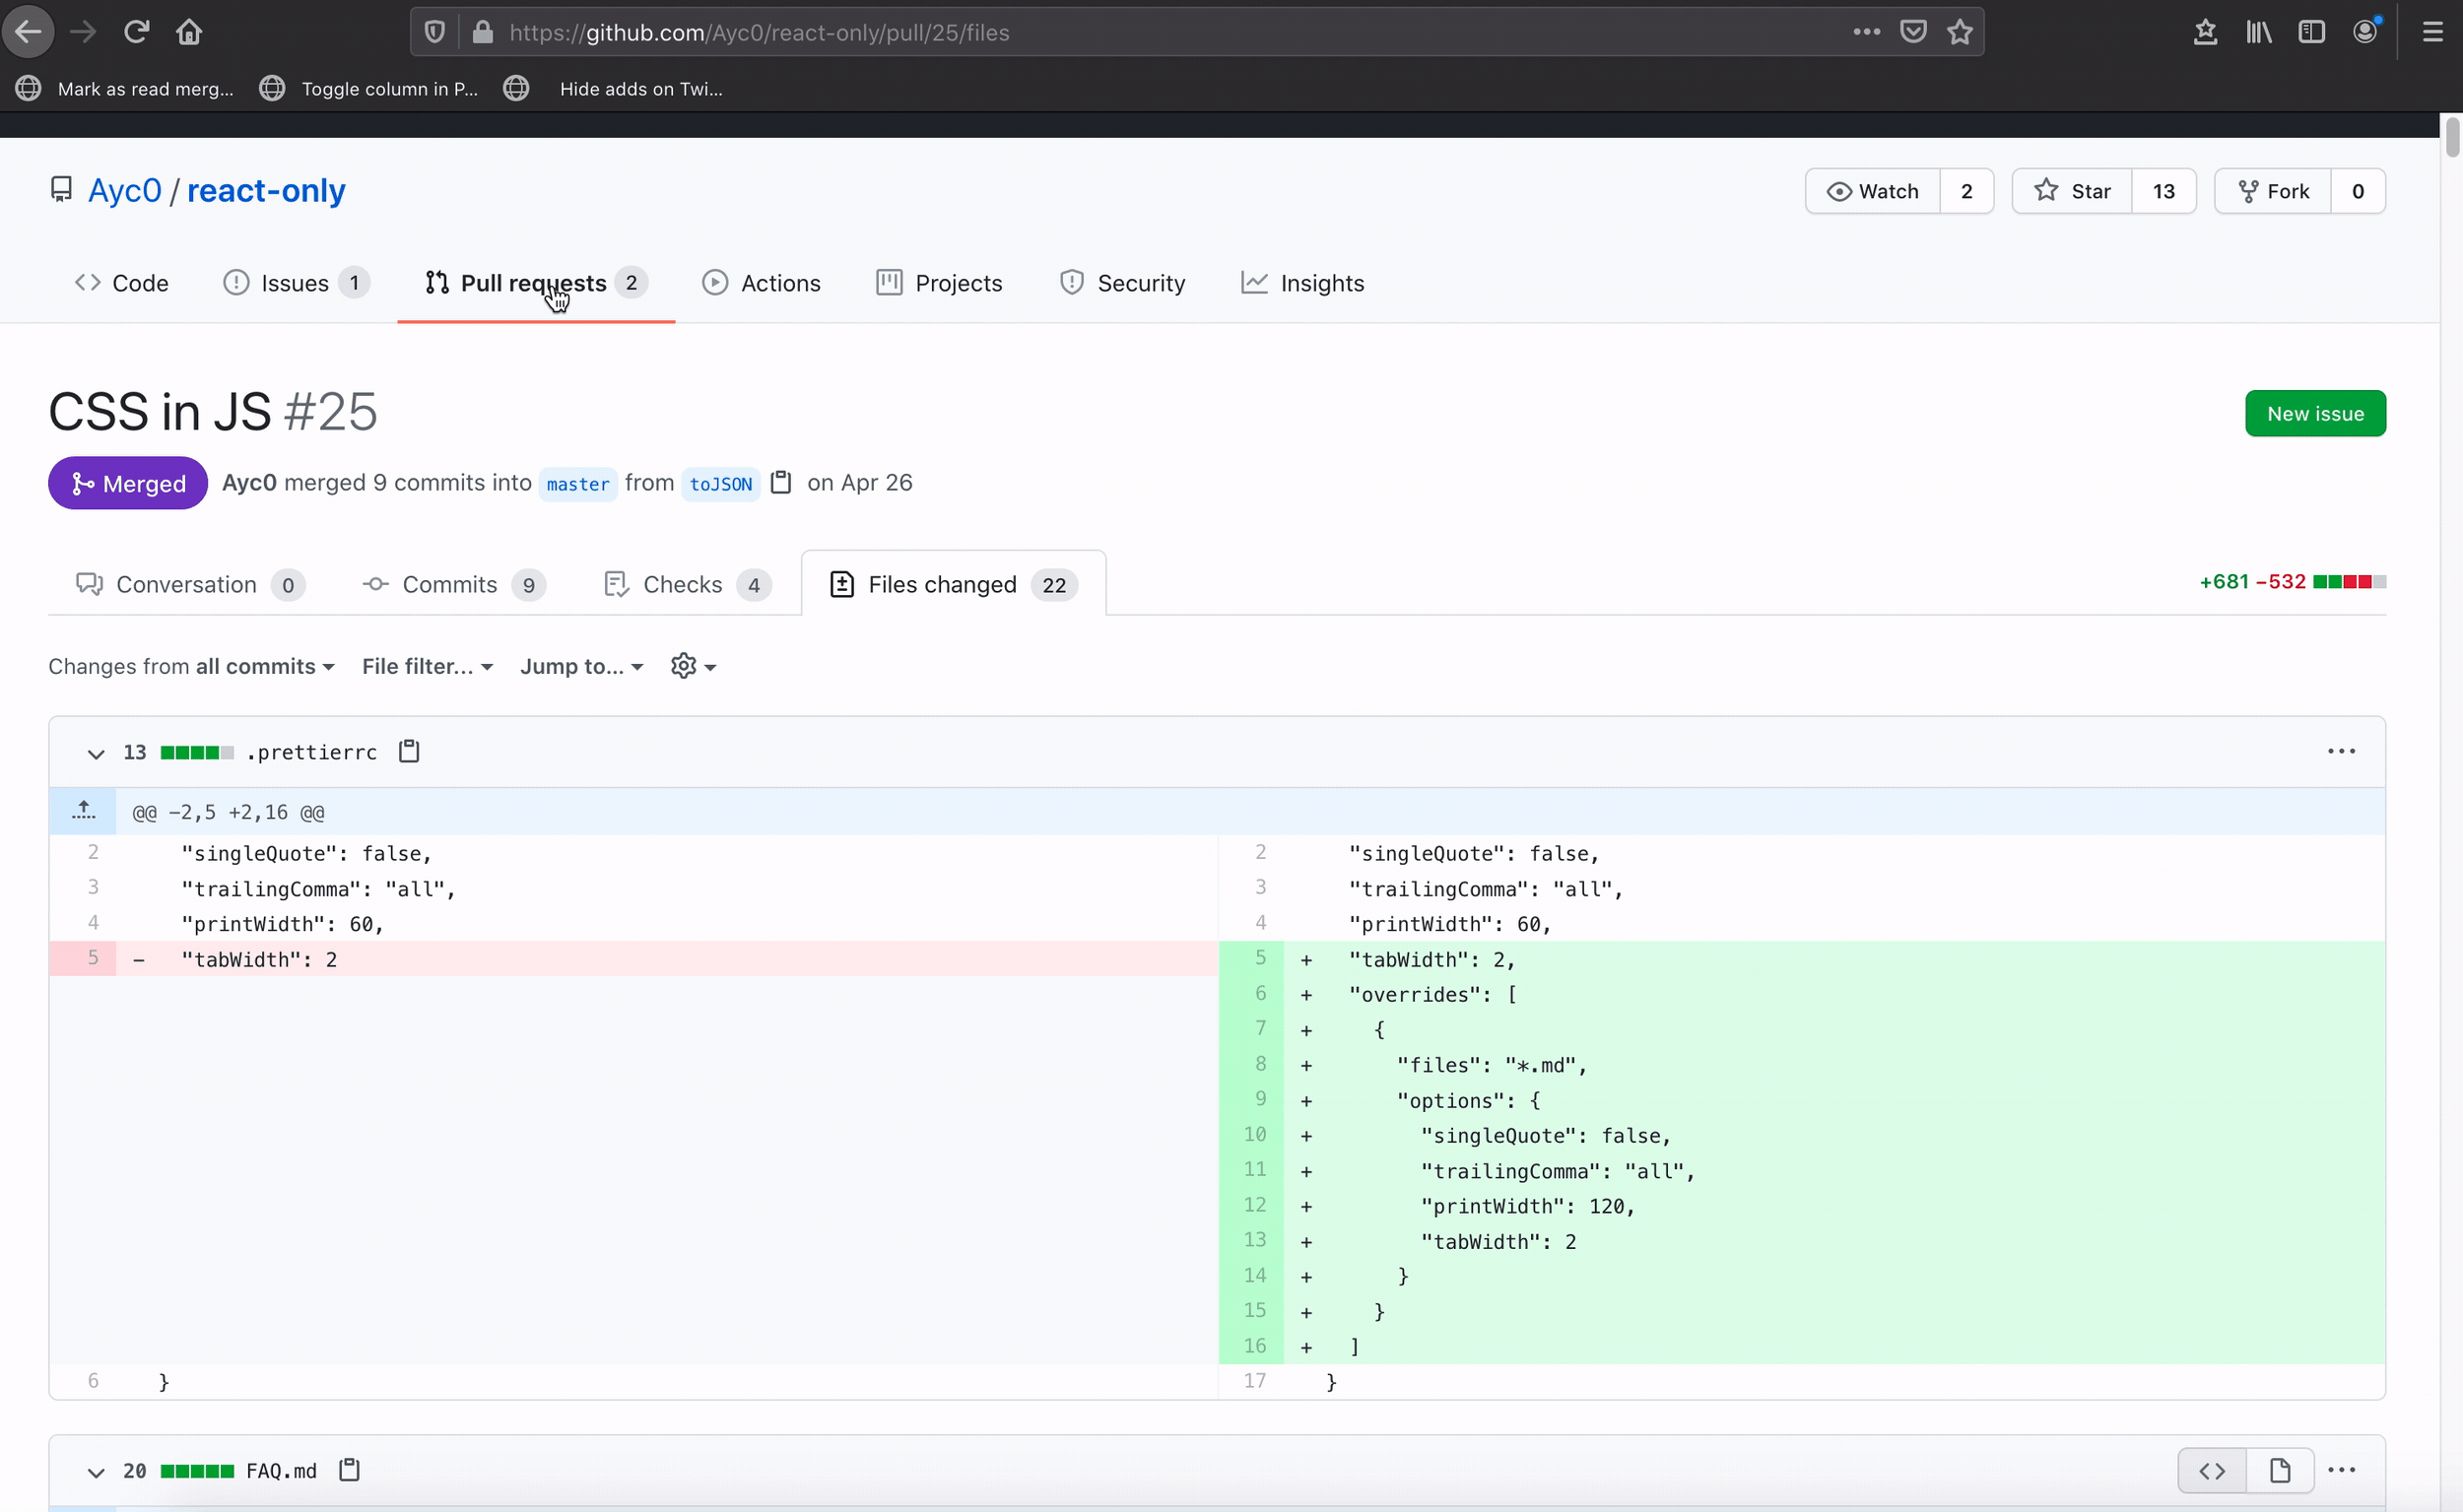 https://github.com/Ayc0/react-only/pull/25/files
Mark as read merg... Toggle column in P... Hide adds on Twi...
Ayc0 / react-only Watch 2 Star 13 Fork 0
Code Issues 1 Pull requests 2 Actions Projects Security Insights
CSS in JS #25 New issue
Merged Ayc0 merged 9 commits into master from toJSON on Apr 26
Conversation 0 Commits 9 Checks 4 Files changed 22 +681 −532
Changes from all commits File filter... Jump to...
13 .prettierrc
@@ −2,5 +2,16 @@
2 "singleQuote": false, 2 "singleQuote": false,
3 "trailingComma": "all", 3 "trailingComma": "all",
4 "printWidth": 60, 4 "printWidth": 60,
5 − "tabWidth": 2 5 + "tabWidth": 2,
6 + "overrides": [
7 + {
8 + "files": "*.md",
9 + "options": {
10 + "singleQuote": false,
11 + "trailingComma": "all",
12 + "printWidth": 120,
13 + "tabWidth": 2
14 + }
15 + }
16 + ]
6 } 17 }
20 FAQ.md